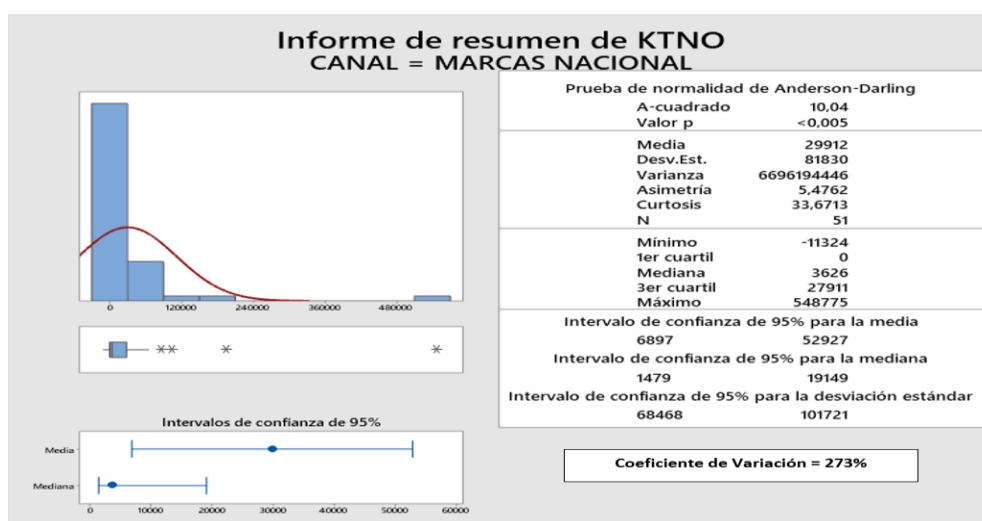 Informe de resumen de KTNO
CANAL = MARCAS NACIONAL
0 120000 240000 360000 480000
Intervalos de confianza de 95%
Media
Mediana
0 10000 20000 30000 40000 50000 60000
Prueba de normalidad de Anderson-Darling
A-cuadrado 10,04
Valor p <0,005
Media 29912
Desv.Est. 81830
Varianza 6696194446
Asimetría 5,4762
Curtosis 33,6713
N 51
Mínimo -11324
1er cuartil 0
Mediana 3626
3er cuartil 27911
Máximo 548775
Intervalo de confianza de 95% para la media
6897 52927
Intervalo de confianza de 95% para la mediana
1479 19149
Intervalo de confianza de 95% para la desviación estándar
68468 101721
Coeficiente de Variación = 273%